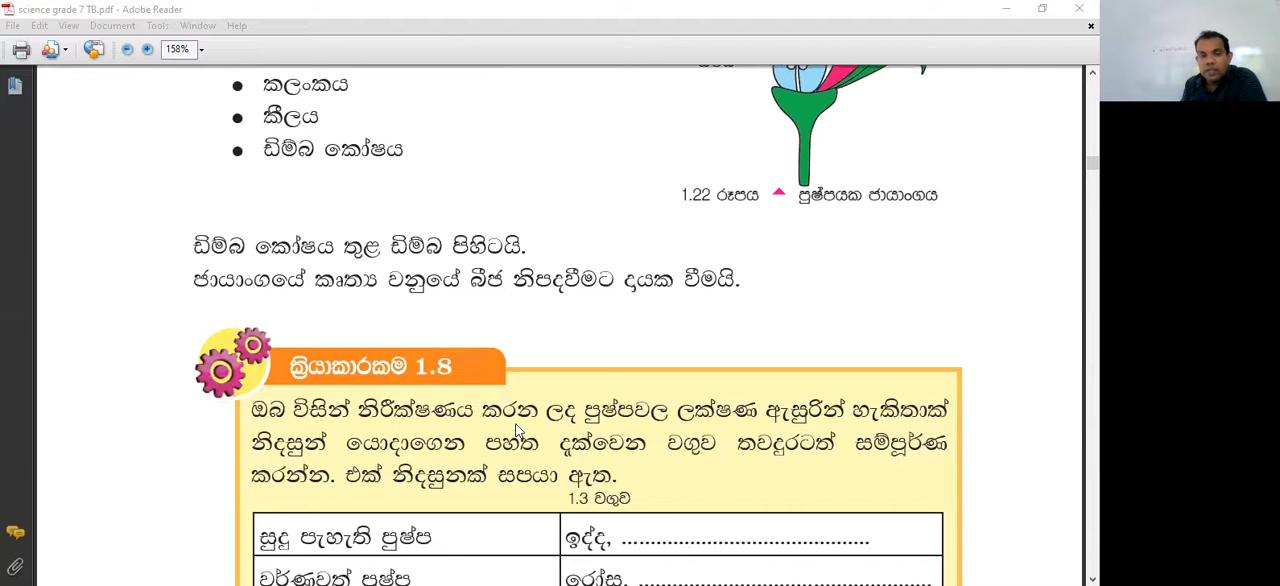 science grade 7 TB.pdf - Adobe Reader
File Edit View Document Tools Window Help
158%
• කලංකය
• කීලය
• ඩිම්බ කෝෂය
1.22 රූපය ▲ පුෂ්පයක ජායාංගය
ඩිම්බ කෝෂය තුළ ඩිම්බ පිහිටයි.
ජායාංගයේ කෘත්‍ය වනුයේ බීජ නිපදවීමට දායක වීමයි.
ක්‍රියාකාරකම 1.8
ඔබ විසින් නිරීක්ෂණය කරන ලද පුෂ්පවල ලක්ෂණ ඇසුරින් හැකිතාක්
නිදසුන් යොදාගෙන පහත දැක්වෙන වගුව තවදුරටත් සම්පූර්ණ
කරන්න. එක් නිදසුනක් සපයා ඇත.
1.3 වගුව
සුදු පැහැති පුෂ්ප ඉද්ද, ..........................................
වර්ණවත් පුෂ්ප රෝස, ..........................................